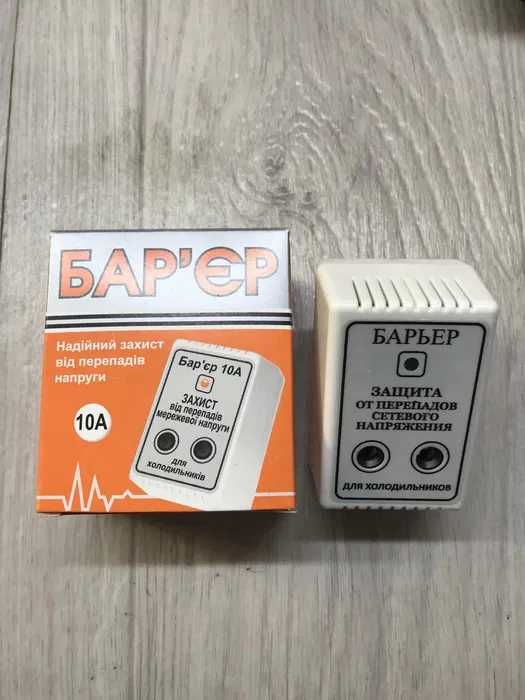 БАР'ЄР
Надійний захист
від перепадів
напруги
10А
Бар'єр 10А
ЗАХИСТ
від перепадів
мережевої напруги
для
холодильників
БАРЬЕР
ЗАЩИТА
ОТ ПЕРЕПАДОВ
СЕТЕВОГО
НАПРЯЖЕНИЯ
ДЛЯ ХОЛОДИЛЬНИКОВ